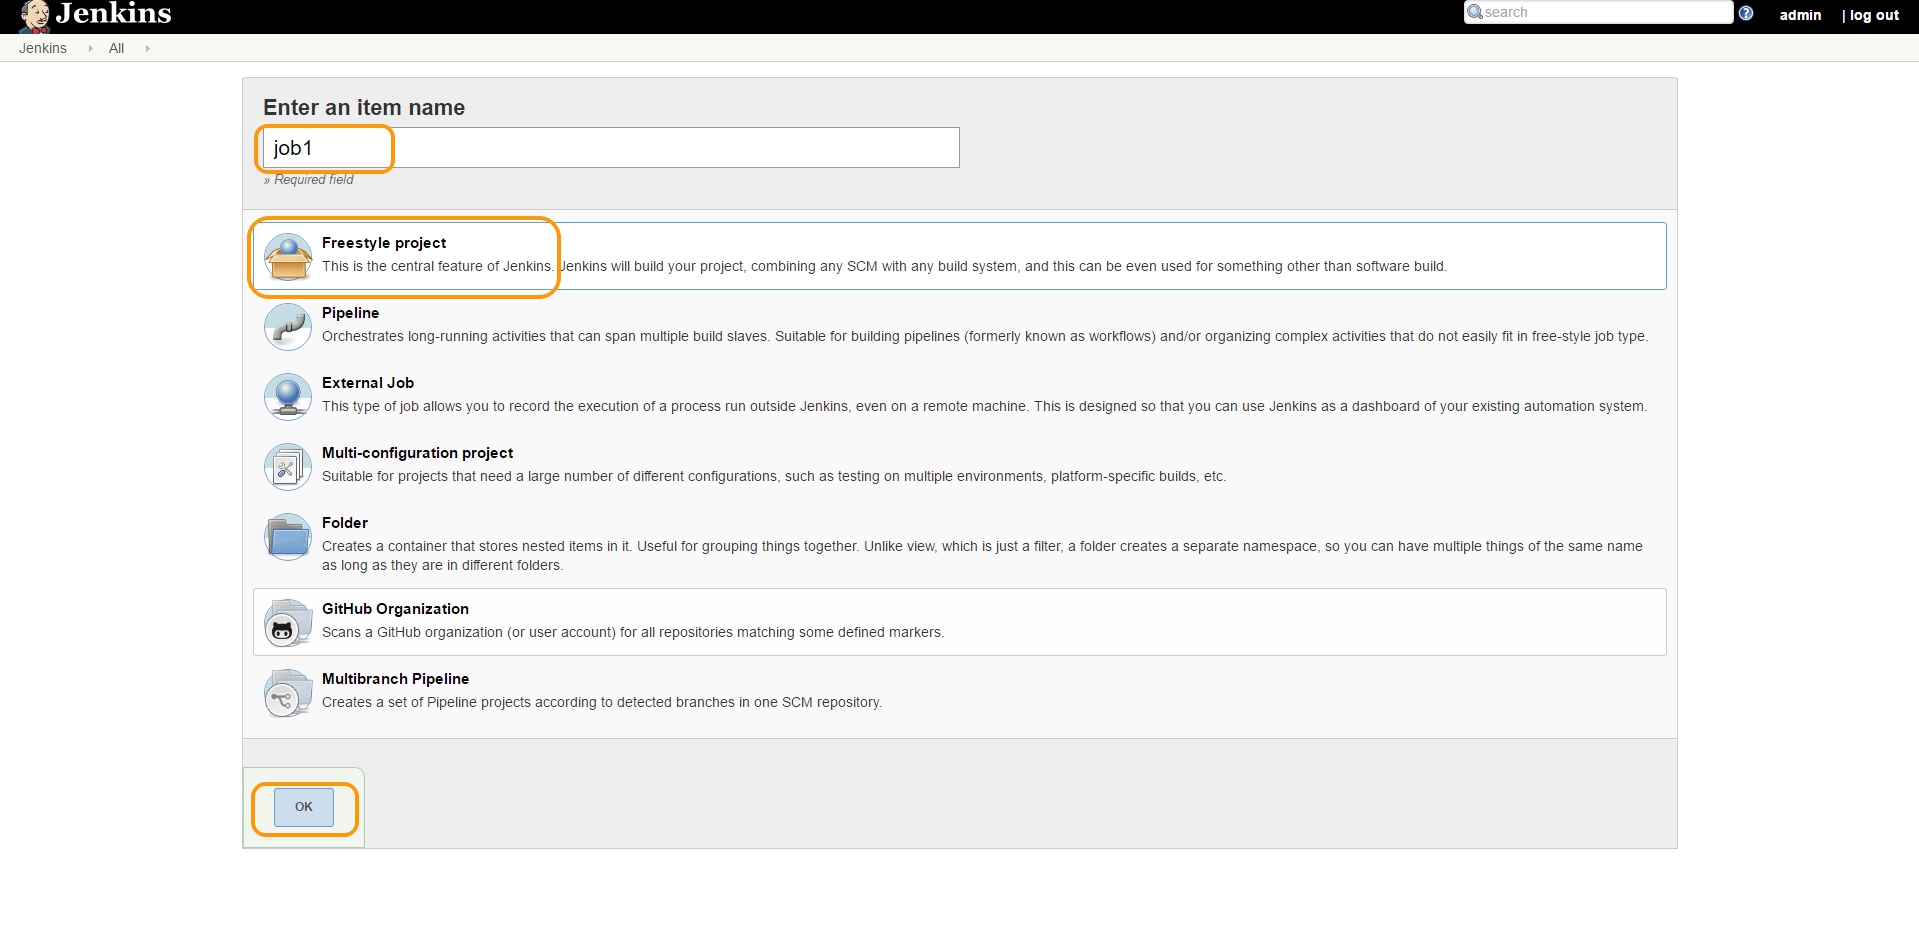 Jenkins
search
admin
| log out
Jenkins
All
Enter an item name
job1
» Required field
Freestyle project
This is the central feature of Jenkins. Jenkins will build your project, combining any SCM with any build system, and this can be even used for something other than software build.
Pipeline
Orchestrates long-running activities that can span multiple build slaves. Suitable for building pipelines (formerly known as workflows) and/or organizing complex activities that do not easily fit in free-style job type.
External Job
This type of job allows you to record the execution of a process run outside Jenkins, even on a remote machine. This is designed so that you can use Jenkins as a dashboard of your existing automation system.
Multi-configuration project
Suitable for projects that need a large number of different configurations, such as testing on multiple environments, platform-specific builds, etc.
Folder
Creates a container that stores nested items in it. Useful for grouping things together. Unlike view, which is just a filter, a folder creates a separate namespace, so you can have multiple things of the same name
as long as they are in different folders.
GitHub Organization
Scans a GitHub organization (or user account) for all repositories matching some defined markers.
Multibranch Pipeline
Creates a set of Pipeline projects according to detected branches in one SCM repository.
OK